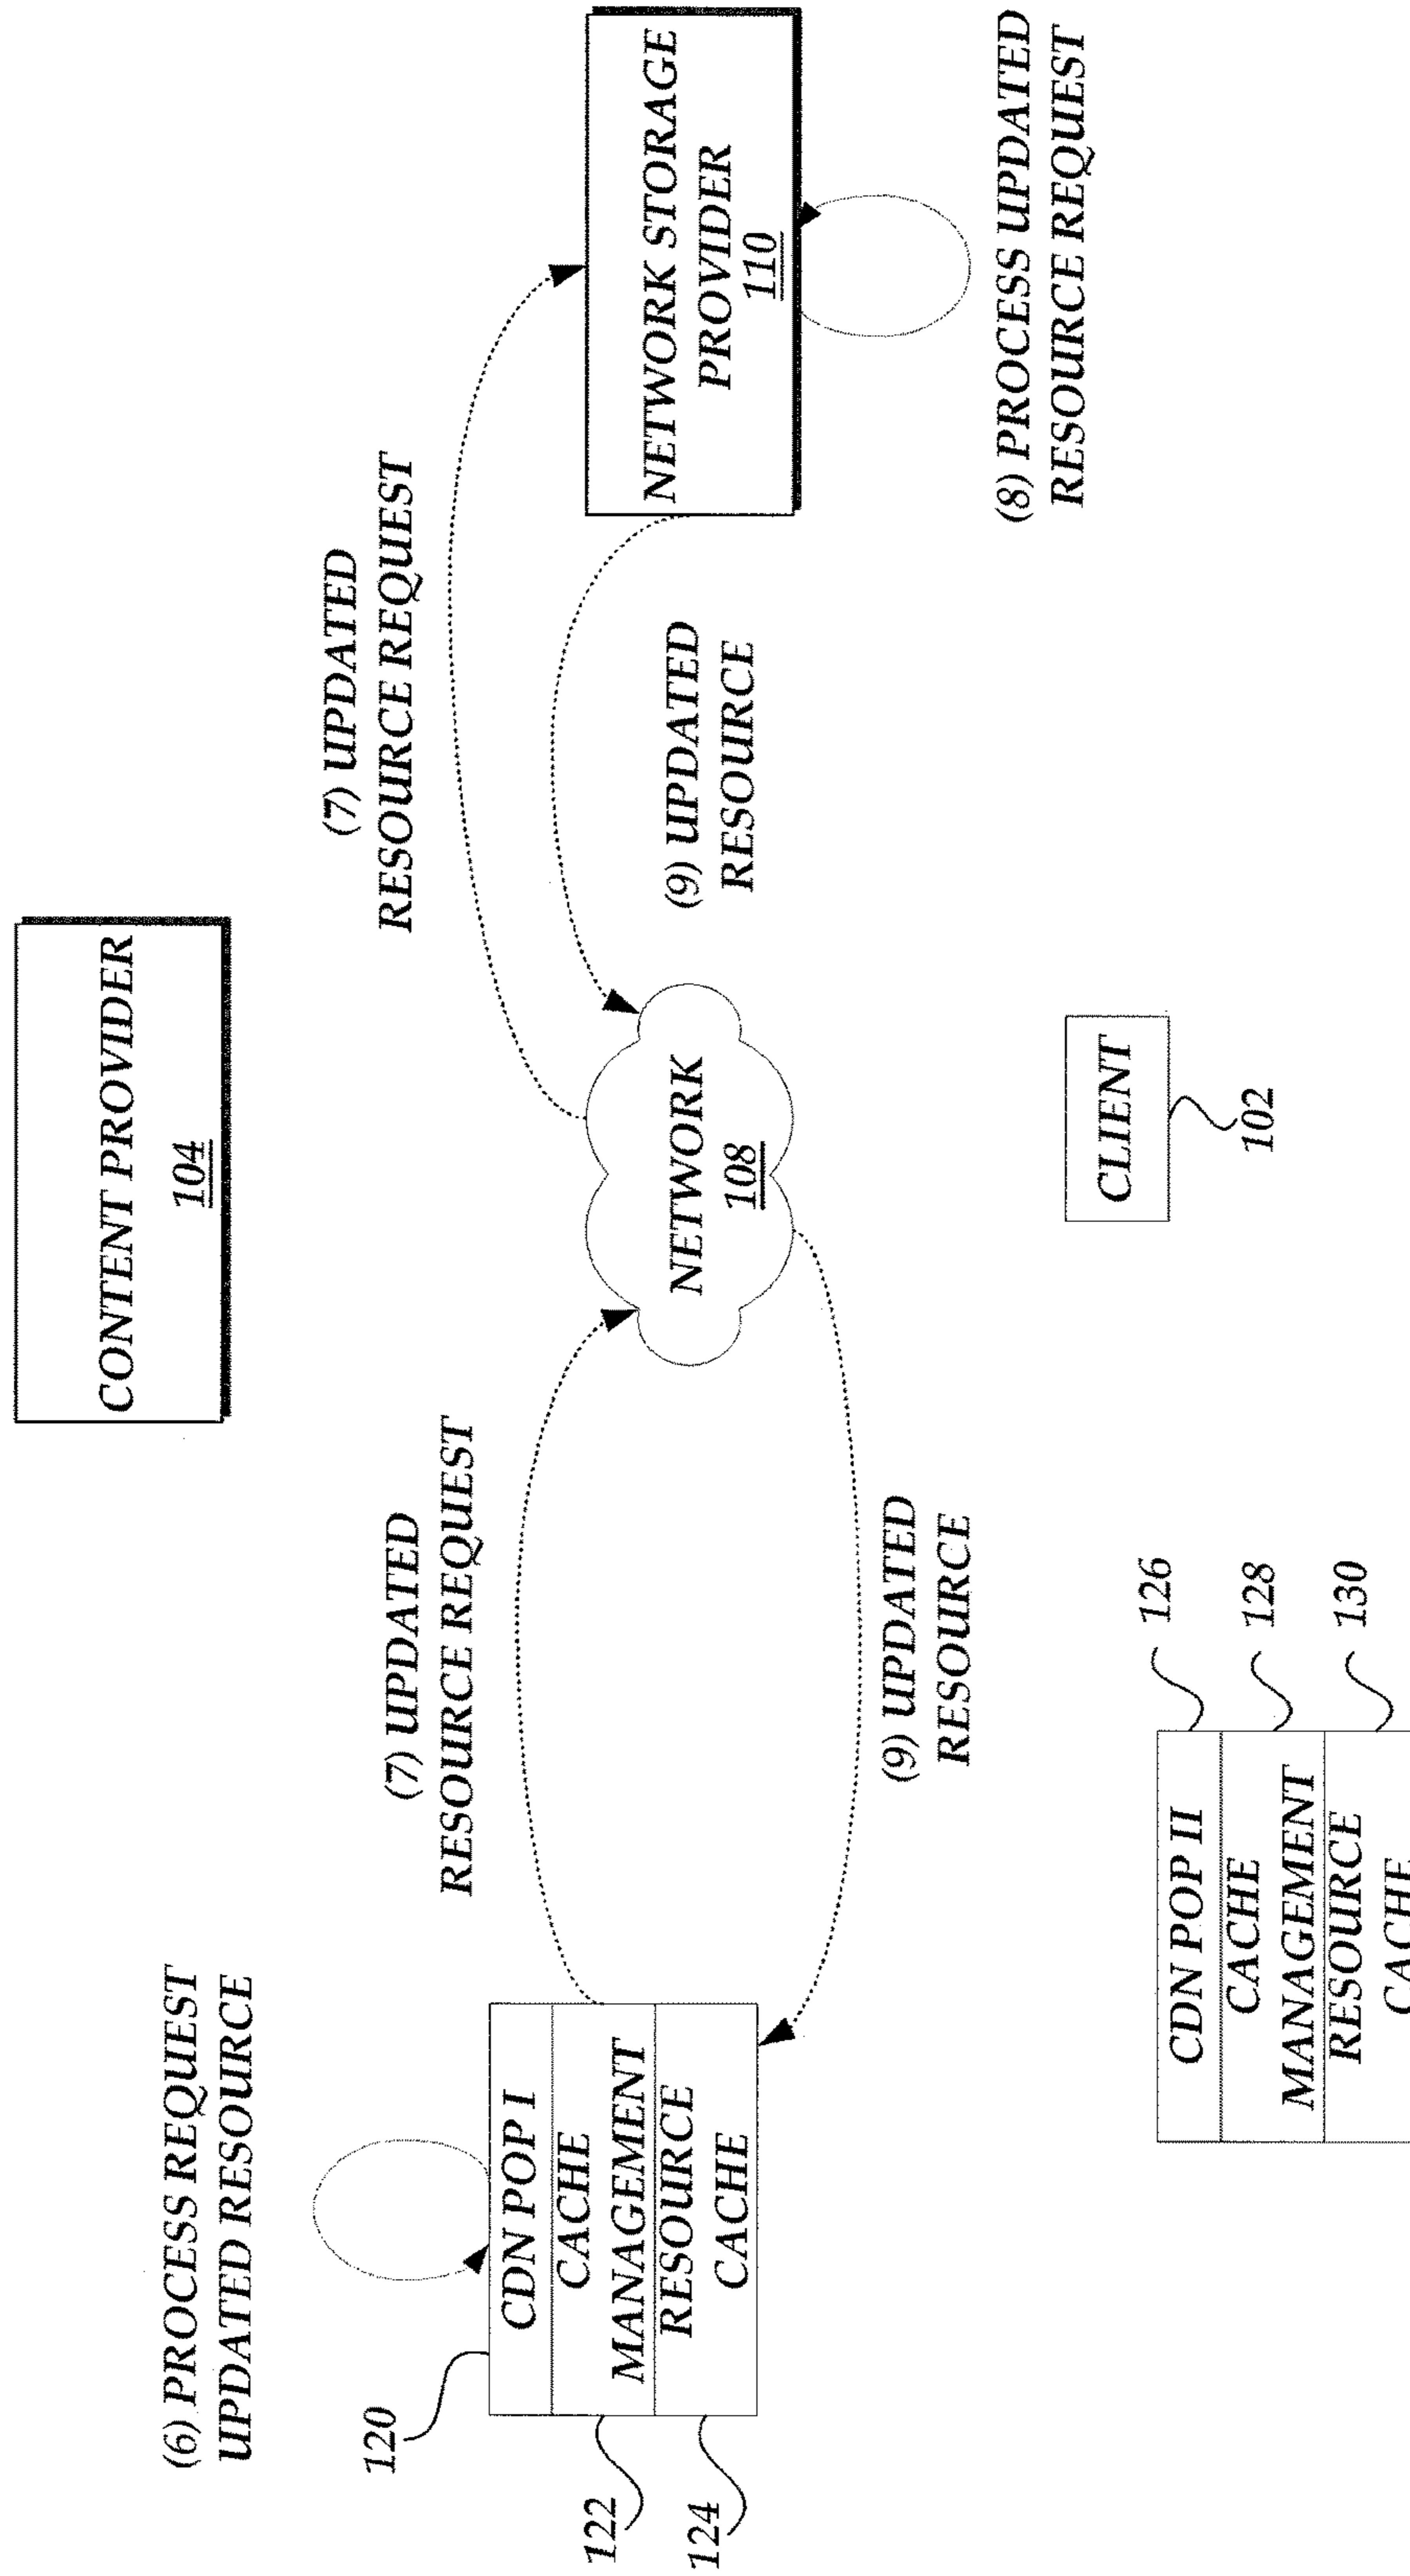 CONTENT PROVIDER
104
(6) PROCESS REQUEST
UPDATED RESOURCE
(7) UPDATED
RESOURCE REQUEST
(7) UPDATED
RESOURCE REQUEST
120
CDN POP I
CACHE
MANAGEMENT
RESOURCE
CACHE
122
124
NETWORK
108
NETWORK STORAGE
PROVIDER
110
(9) UPDATED
RESOURCE
(9) UPDATED
RESOURCE
(8) PROCESS UPDATED
RESOURCE REQUEST
CLIENT
102
CDN POP II
CACHE
MANAGEMENT
RESOURCE
CACHE
126
128
130